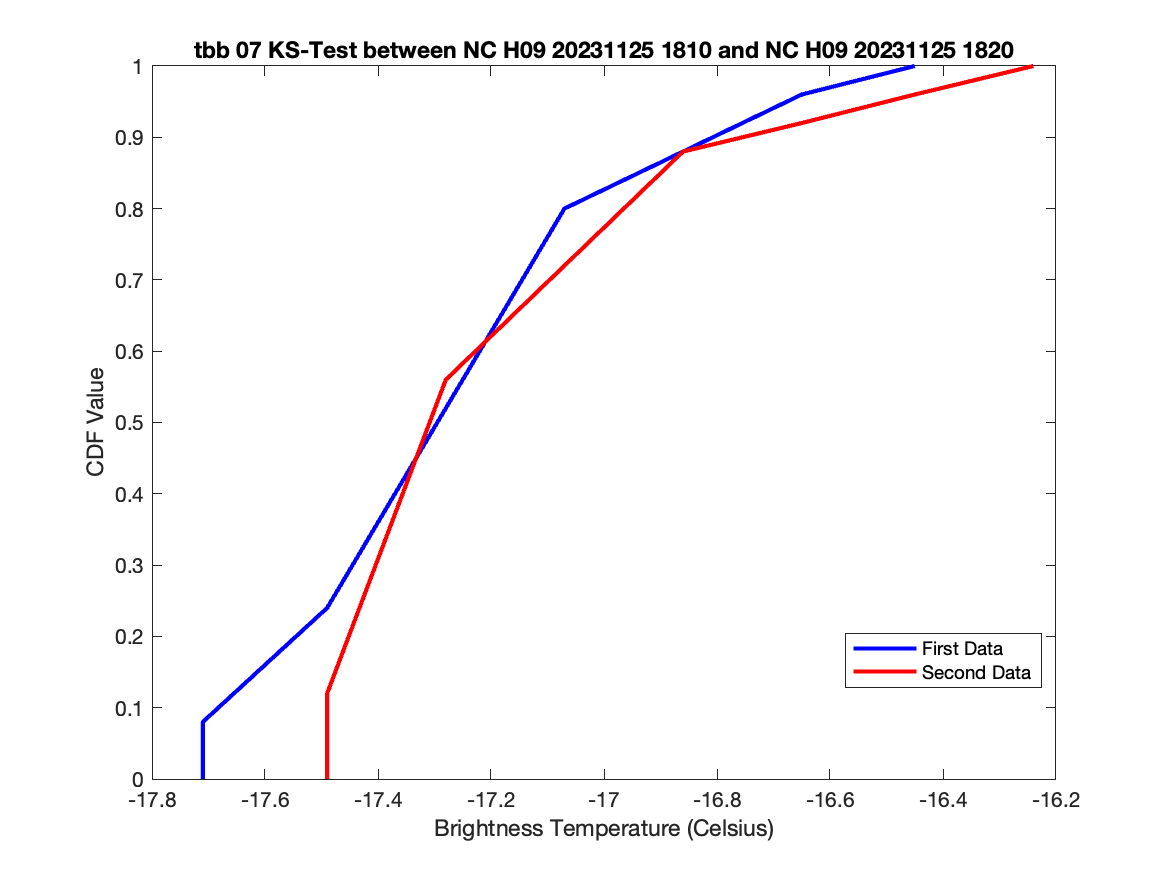 tbb 07 KS-Test between NC H09 20231125 1810 and NC H09 20231125 1820
1
0.9
0.8
0.7
0.6
0.5
0.4
0.3
0.2
0.1
0
CDF Value
First Data
Second Data
-17.8 -17.6 -17.4 -17.2 -17 -16.8 -16.6 -16.4 -16.2
Brightness Temperature (Celsius)